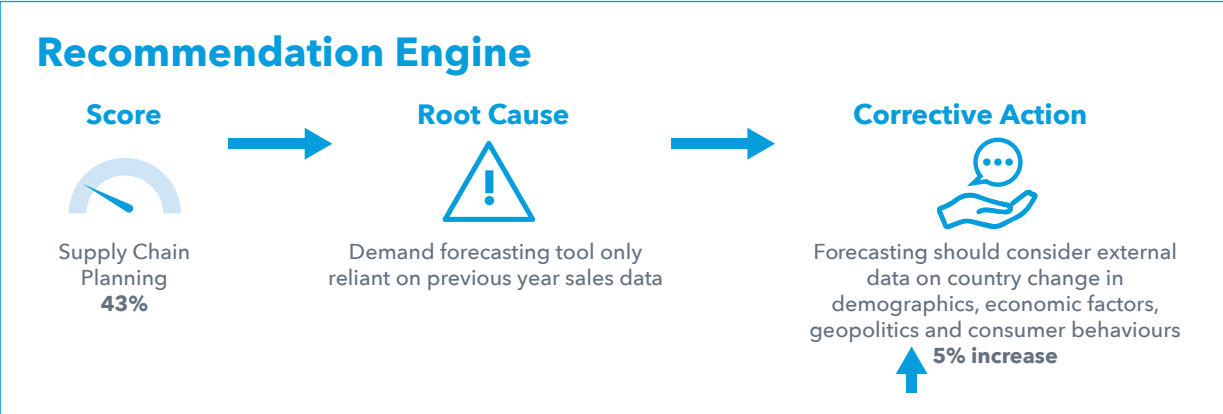 Recommendation Engine
Score
Supply Chain
Planning
43%
Root Cause
Demand forecasting tool only
reliant on previous year sales data
Corrective Action
Forecasting should consider external
data on country change in
demographics, economic factors,
geopolitics and consumer behaviours
5% increase